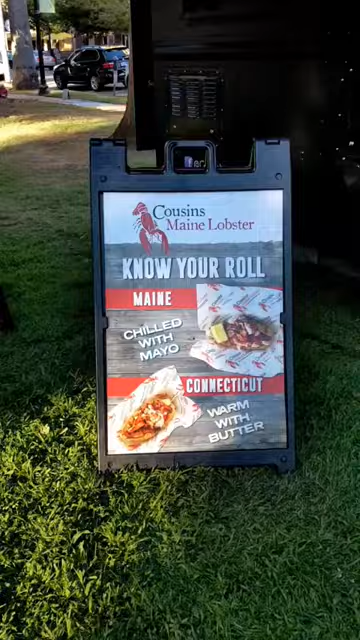 Cousins
Maine Lobster
KNOW YOUR ROLL
MAINE
CHILLED
WITH
MAYO
CONNECTICUT
WARM
WITH
BUTTER